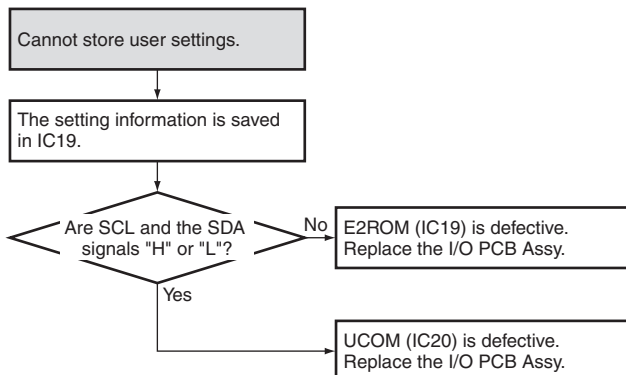 Cannot store user settings.
The setting information is saved
in IC19.
Are SCL and the SDA
signals "H" or "L"?
No
E2ROM (IC19) is defective.
Replace the I/O PCB Assy.
Yes
UCOM (IC20) is defective.
Replace the I/O PCB Assy.